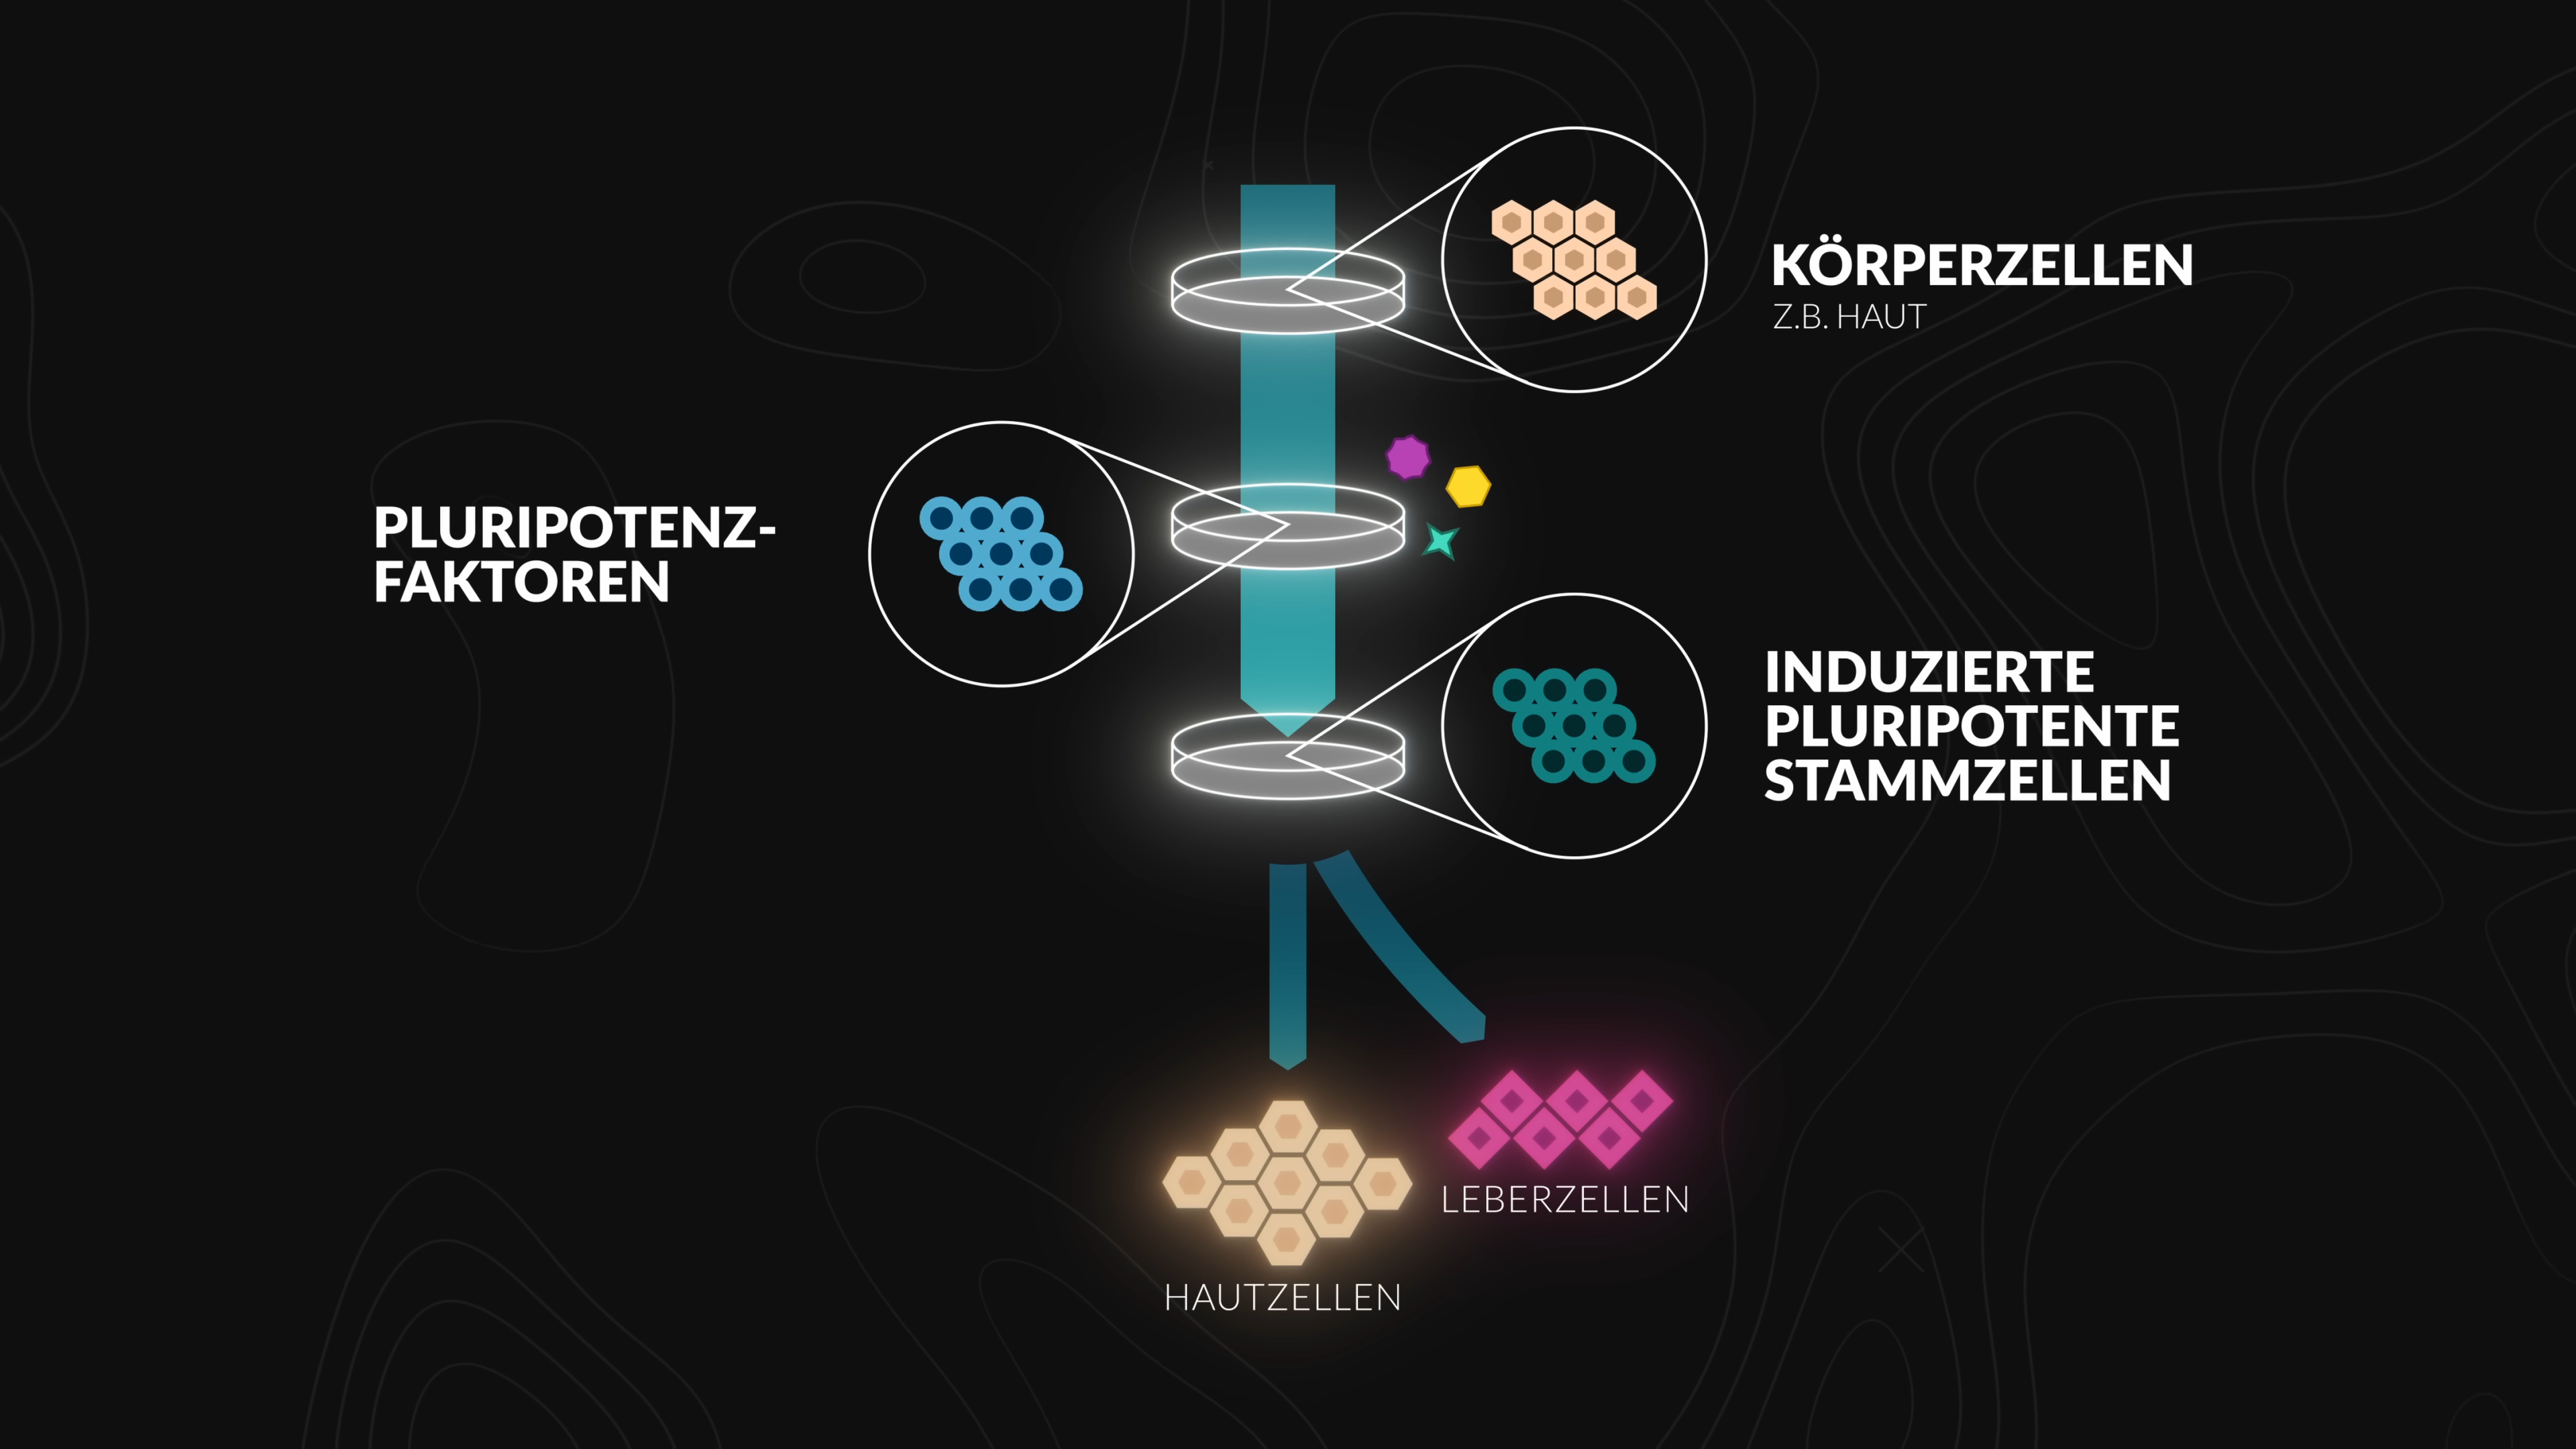 KÖRPERZELLEN
Z.B. HAUT
PLURIPOTENZ-
FAKTOREN
INDUZIERTE
PLURIPOTENTE
STAMMZELLEN
LEBERZELLEN
HAUTZELLEN